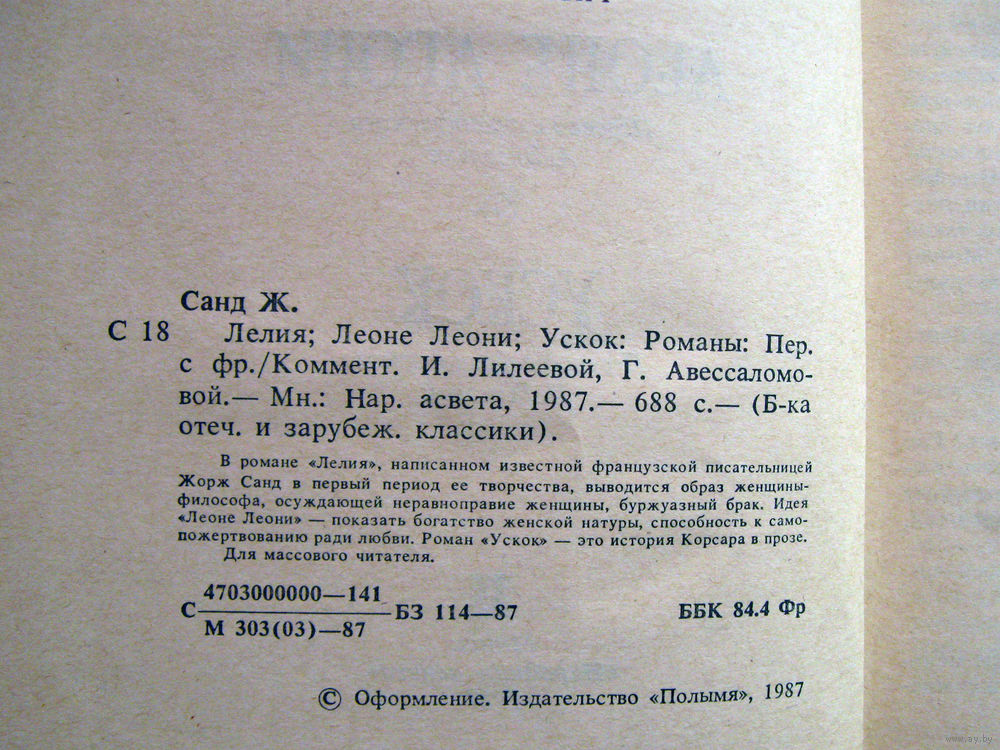 Санд Ж.
С 18 Лелия; Леоне Леони; Ускок: Романы: Пер.
с фр./Коммент. И. Лилеевой, Г. Авессаломо-
вой.— Мн.: Нар. асвета, 1987.— 688 с.— (Б-ка
отеч. и зарубеж. классики).
В романе «Лелия», написанном известной французской писательницей
Жорж Санд в первый период ее творчества, выводится образ женщины-
философа, осуждающей неравноправие женщины, буржуазный брак. Идея
«Леоне Леони» — показать богатство женской натуры, способность к само-
пожертвованию ради любви. Роман «Ускок» — это история Корсара в прозе.
Для массового читателя.
4703000000—141
С БЗ 114—87 ББК 84.4 Фр
М 303(03)—87
© Оформление. Издательство «Полымя», 1987
www.ay.by